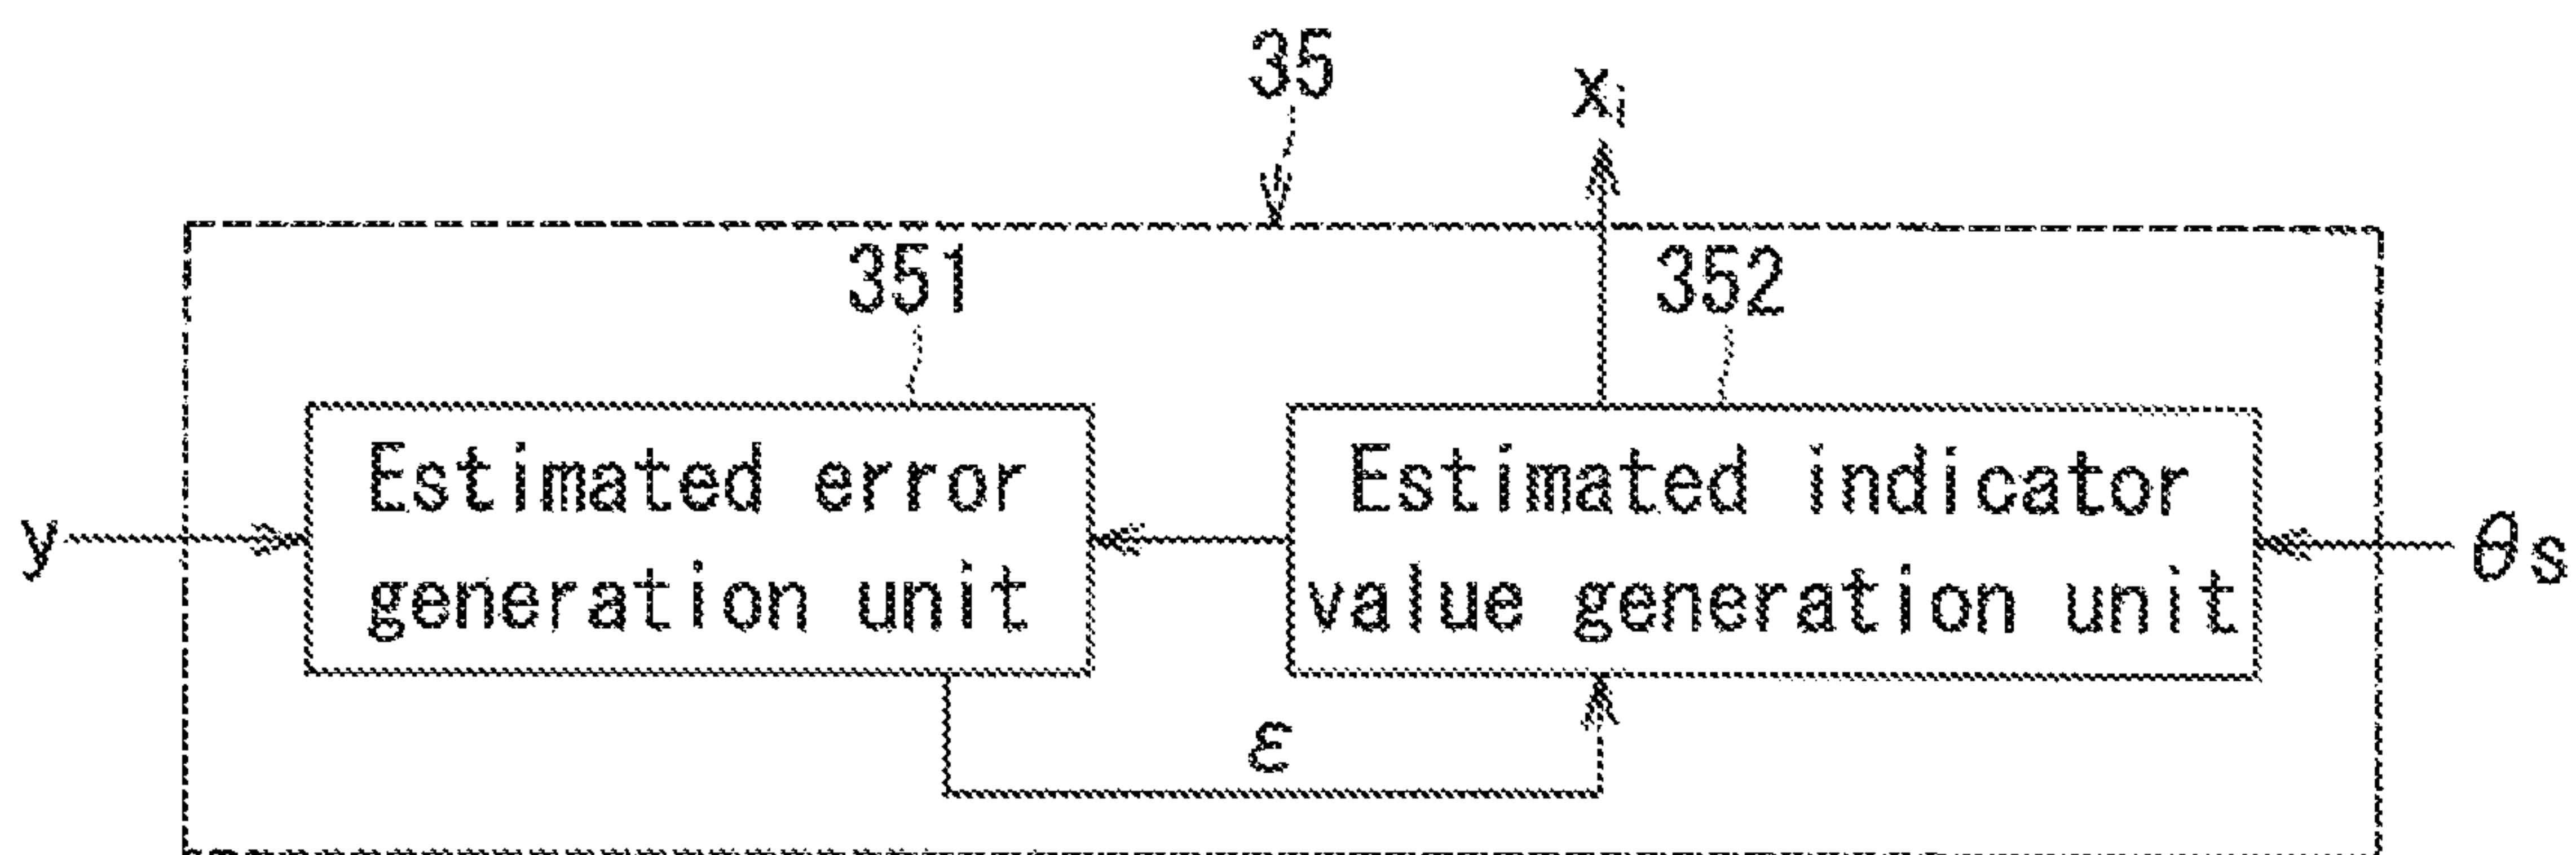 35
xi
351
352
Estimated error
generation unit
Estimated indicator
value generation unit
y
θs
ε